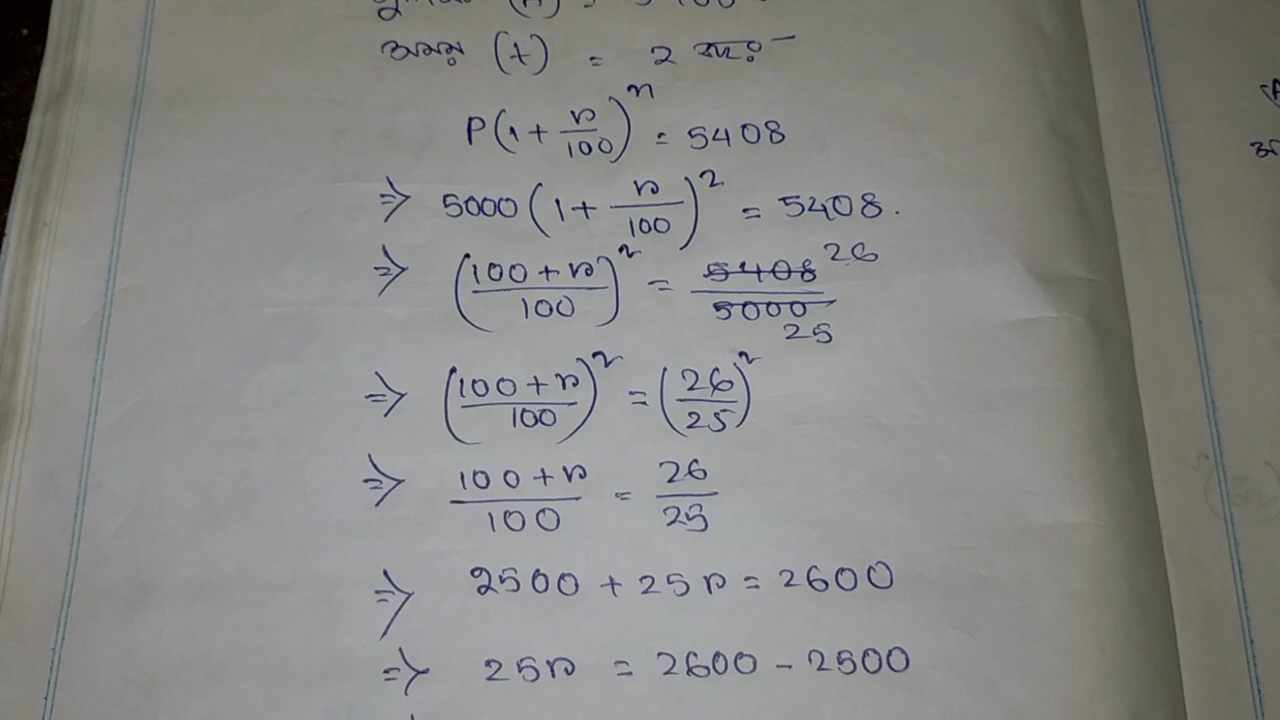 (A) = 5408
সময় (t) = 2 বছর
P(1 + r/100)^n = 5408
⇒ 5000(1 + r/100)^2 = 5408.
⇒ ((100 + r)/100)^2 = 5408/5000 26 25
⇒ ((100 + r)/100)^2 = (26/25)^2
⇒ (100 + r)/100 = 26/25
⇒ 2500 + 25r = 2600
⇒ 25r = 2600 - 2500